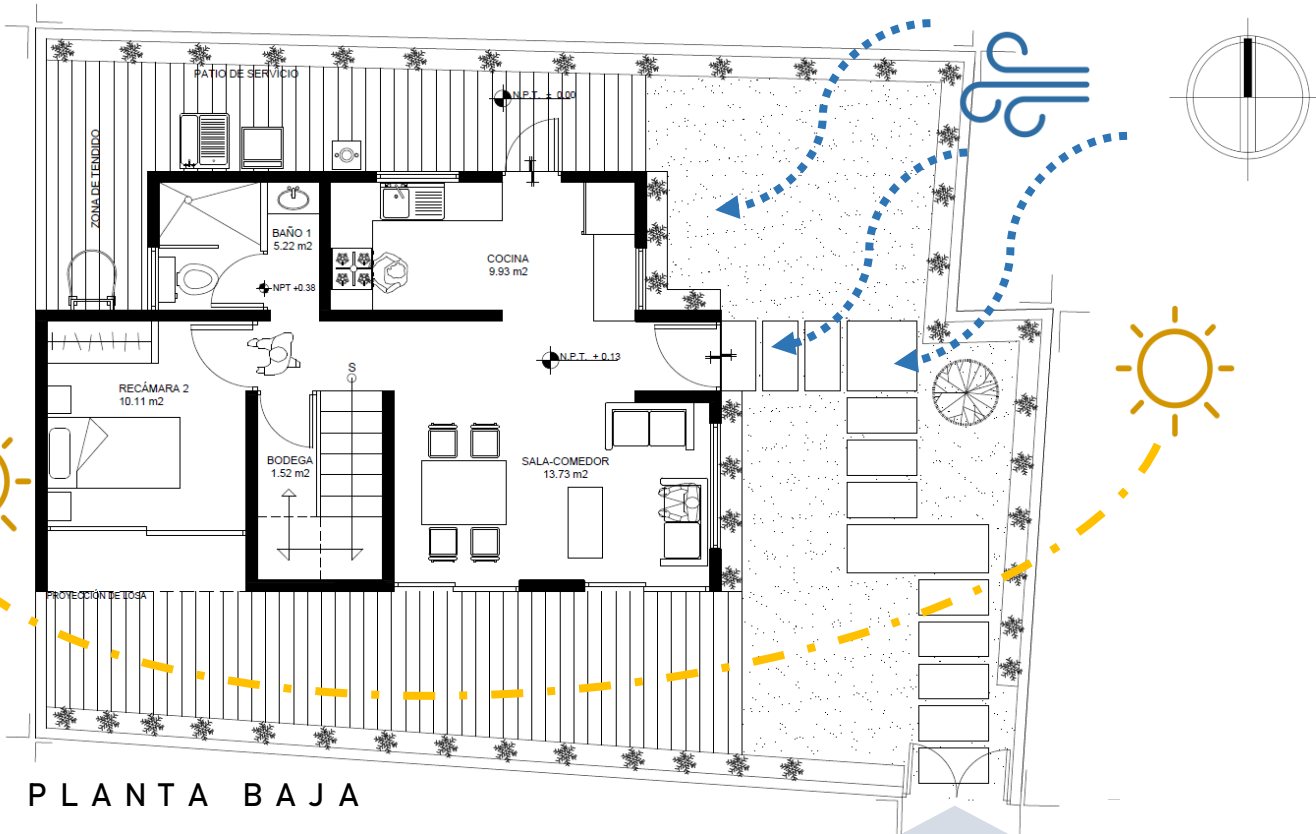 PATIO DE SERVICIO
N.P.T. ± 0.00
ZONA DE TENDIDO
BAÑO 1
5.22 m2
COCINA
9.93 m2
NPT +0.38
N.P.T. + 0.13
S
RECÁMARA 2
10.11 m2
BODEGA
1.52 m2
SALA-COMEDOR
13.73 m2
PROYECCIÓN DE LOSA
PLANTA BAJA